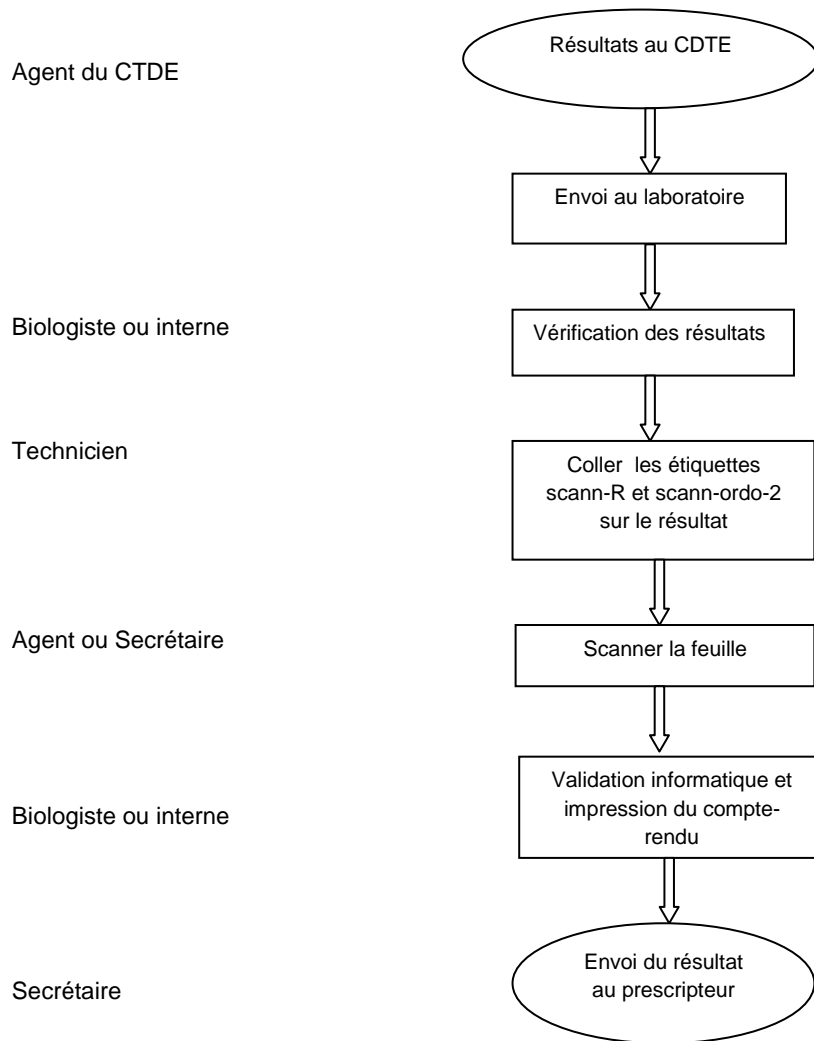 Résultats au CDTE
Agent du CTDE
Envoi au laboratoire
Biologiste ou interne
Vérification des résultats
Technicien
Coller les étiquettes
scann-R et scann-ordo-2
sur le résultat
Agent ou Secrétaire
Scanner la feuille
Validation informatique et
impression du compte-
rendu
Biologiste ou interne
Envoi du résultat
au prescripteur
Secrétaire